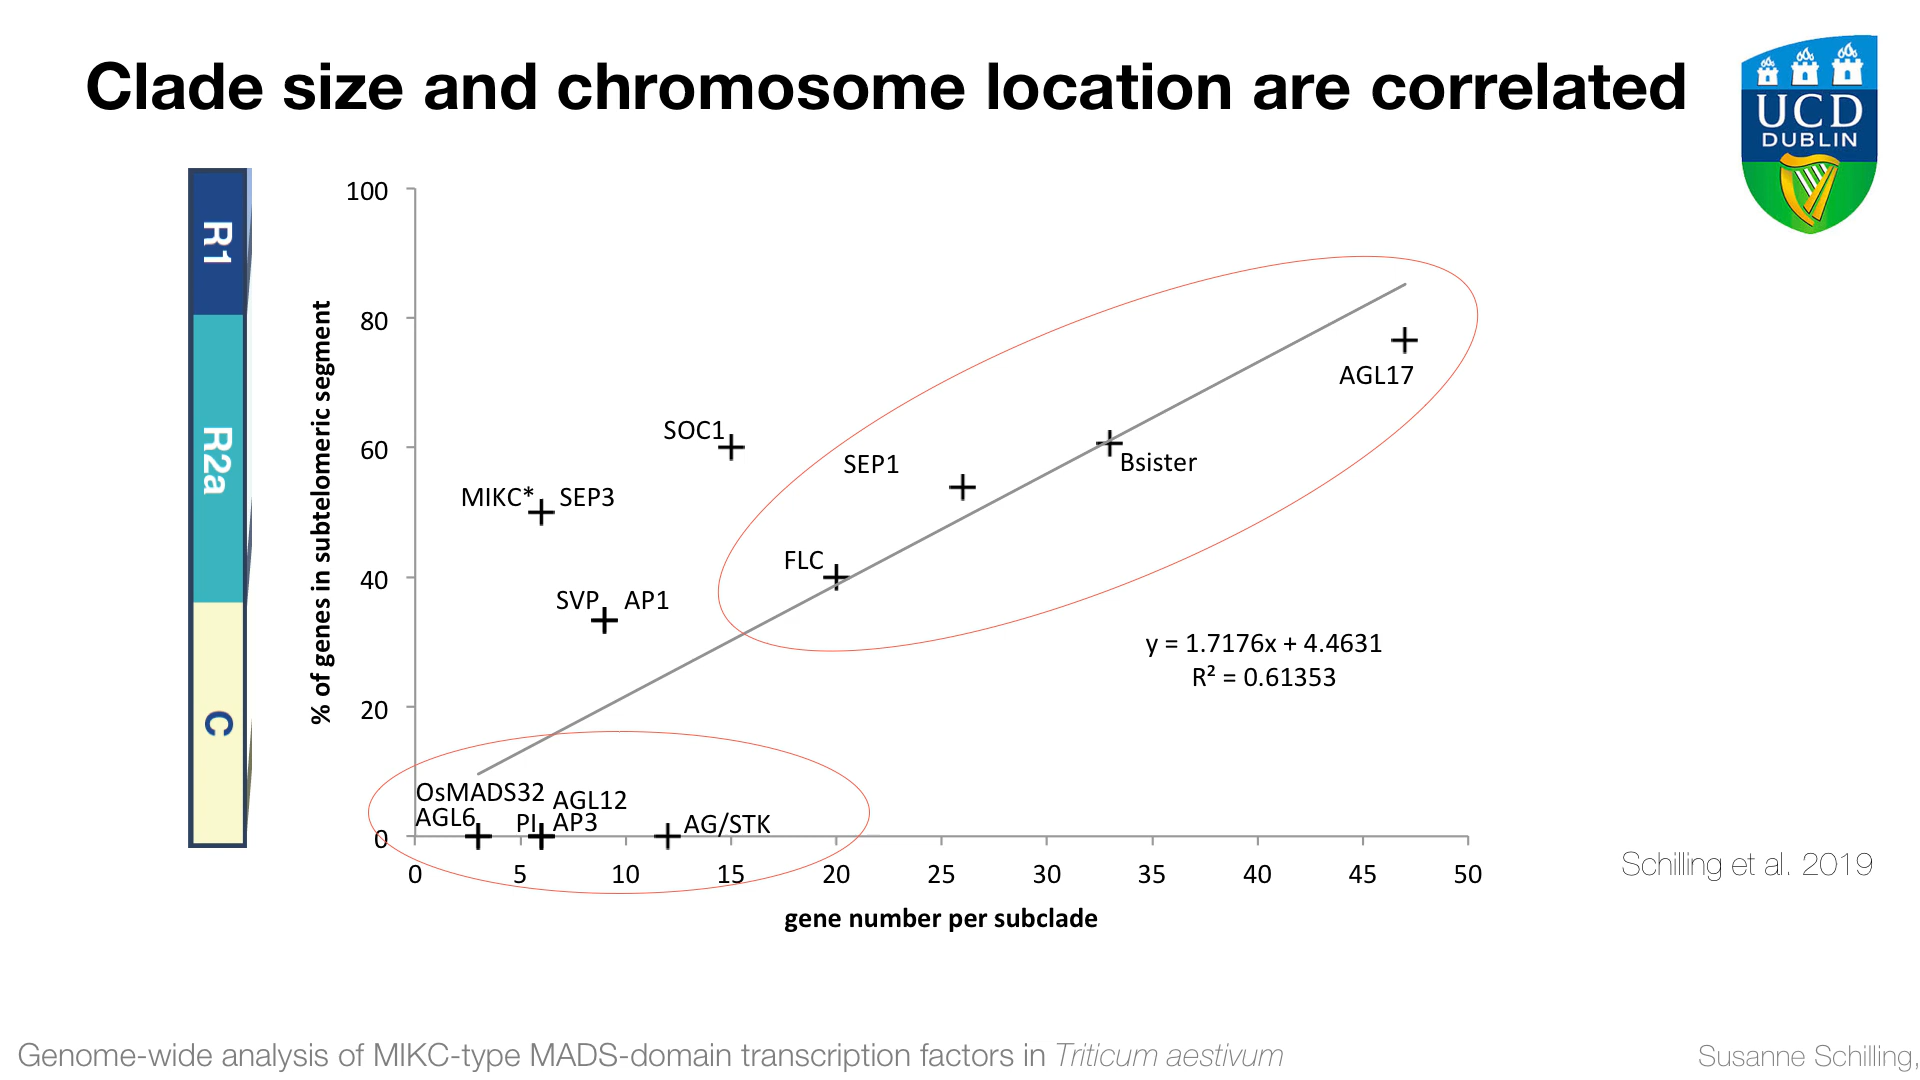 Clade size and chromosome location are correlated
UCD
DUBLIN
R1
R2a
C
% of genes in subtelomeric segment
100
80
60
40
20
0
AGL17
SOC1
SEP1
Bsister
MIKC* SEP3
FLC
SVP AP1
y = 1.7176x + 4.4631
R² = 0.61353
OsMADS32 AGL12
AGL6 PI AP3 AG/STK
0 5 10 15 20 25 30 35 40 45 50
gene number per subclade
Schilling et al. 2019
Genome-wide analysis of MIKC-type MADS-domain transcription factors in Triticum aestivum
Susanne Schilling,